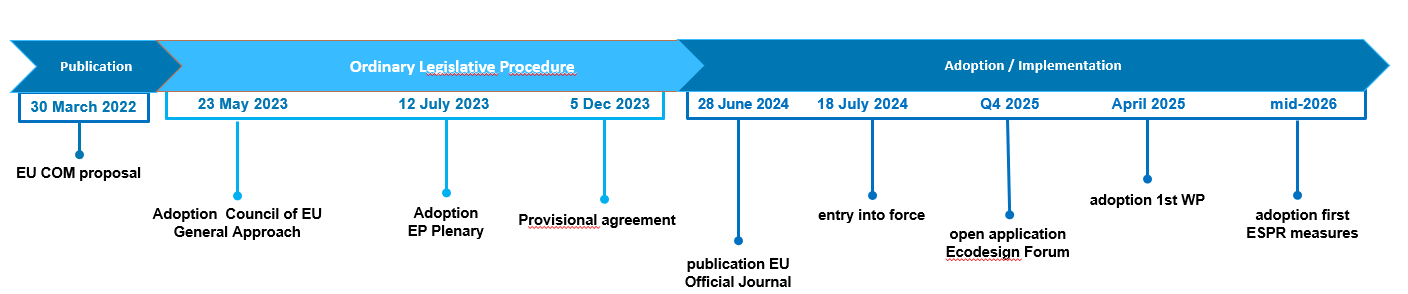 Publication
Ordinary Legislative Procedure
Adoption / Implementation
30 March 2022
23 May 2023
12 July 2023
5 Dec 2023
28 June 2024
18 July 2024
Q4 2025
April 2025
mid-2026
EU COM proposal
Adoption Council of EU
General Approach
Adoption
EP Plenary
Provisional agreement
publication EU
Official Journal
entry into force
open application
Ecodesign Forum
adoption 1st WP
adoption first
ESPR measures